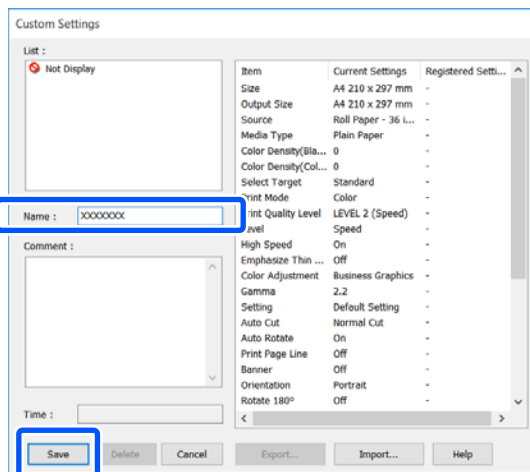 Custom Settings
List :
Not Display
Name :
XXXXXXX
Comment :
Time :
Item Current Settings Registered Setti...
Size A4 210 x 297 mm -
Output Size A4 210 x 297 mm -
Source Roll Paper - 36 i... -
Media Type Plain Paper -
Color Density(Bla... 0 -
Color Density(Col... 0 -
Select Target Standard -
Print Mode Color -
Print Quality Level LEVEL 2 (Speed) -
Level Speed -
High Speed On -
Emphasize Thin ... Off -
Color Adjustment Business Graphics -
Gamma 2.2 -
Setting Default Setting -
Auto Cut Normal Cut -
Auto Rotate On -
Print Page Line Off -
Banner Off -
Orientation Portrait -
Rotate 180° Off -
Save Delete Cancel Export... Import... Help